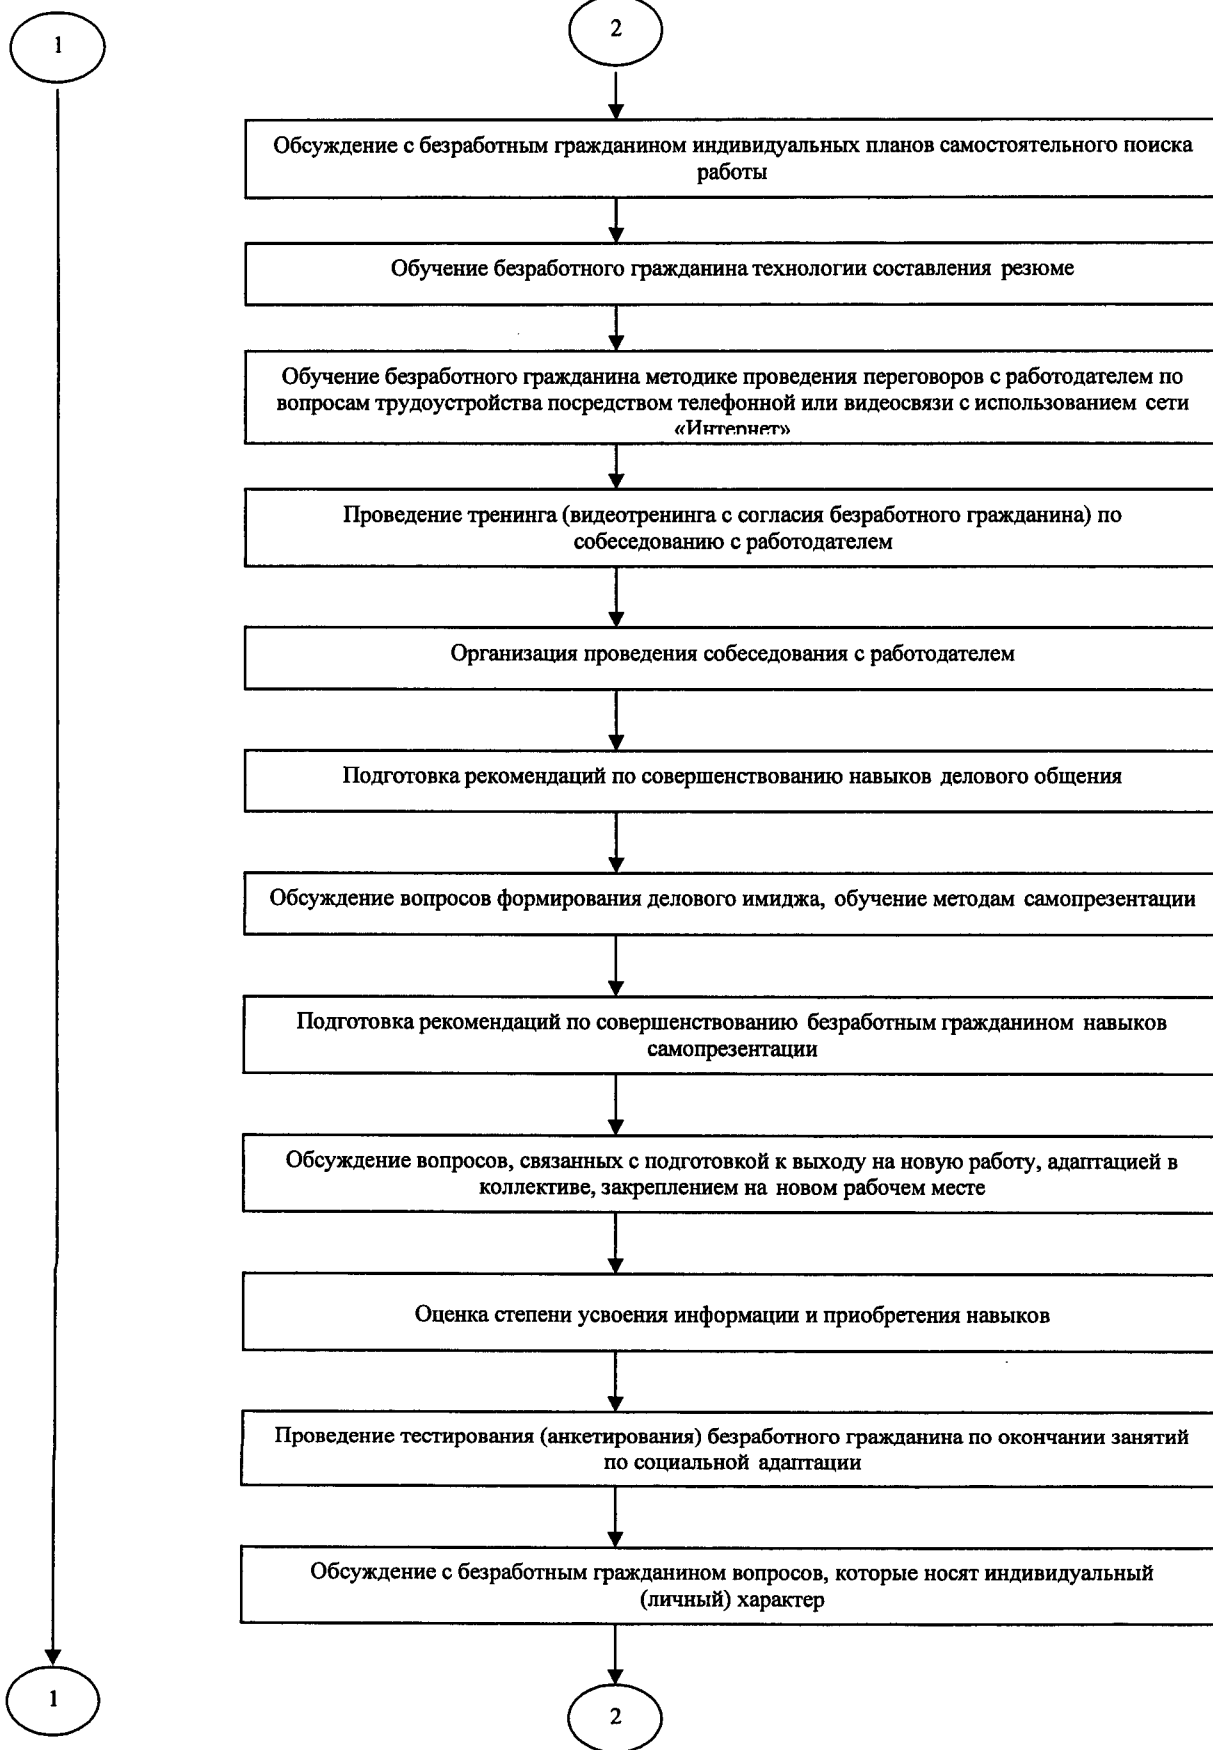 1
2
Обсуждение с безработным гражданином индивидуальных планов самостоятельного поиска
работы
Обучение безработного гражданина технологии составления резюме
Обучение безработного гражданина методике проведения переговоров с работодателем по
вопросам трудоустройства посредством телефонной или видеосвязи с использованием сети
«Интернет»
Проведение тренинга (видеотренинга с согласия безработного гражданина) по
собеседованию с работодателем
Организация проведения собеседования с работодателем
Подготовка рекомендаций по совершенствованию навыков делового общения
Обсуждение вопросов формирования делового имиджа, обучение методам самопрезентации
Подготовка рекомендаций по совершенствованию безработным гражданином навыков
самопрезентации
Обсуждение вопросов, связанных с подготовкой к выходу на новую работу, адаптацией в
коллективе, закреплением на новом рабочем месте
Оценка степени усвоения информации и приобретения навыков
Проведение тестирования (анкетирования) безработного гражданина по окончании занятий
по социальной адаптации
Обсуждение с безработным гражданином вопросов, которые носят индивидуальный
(личный) характер
1
2